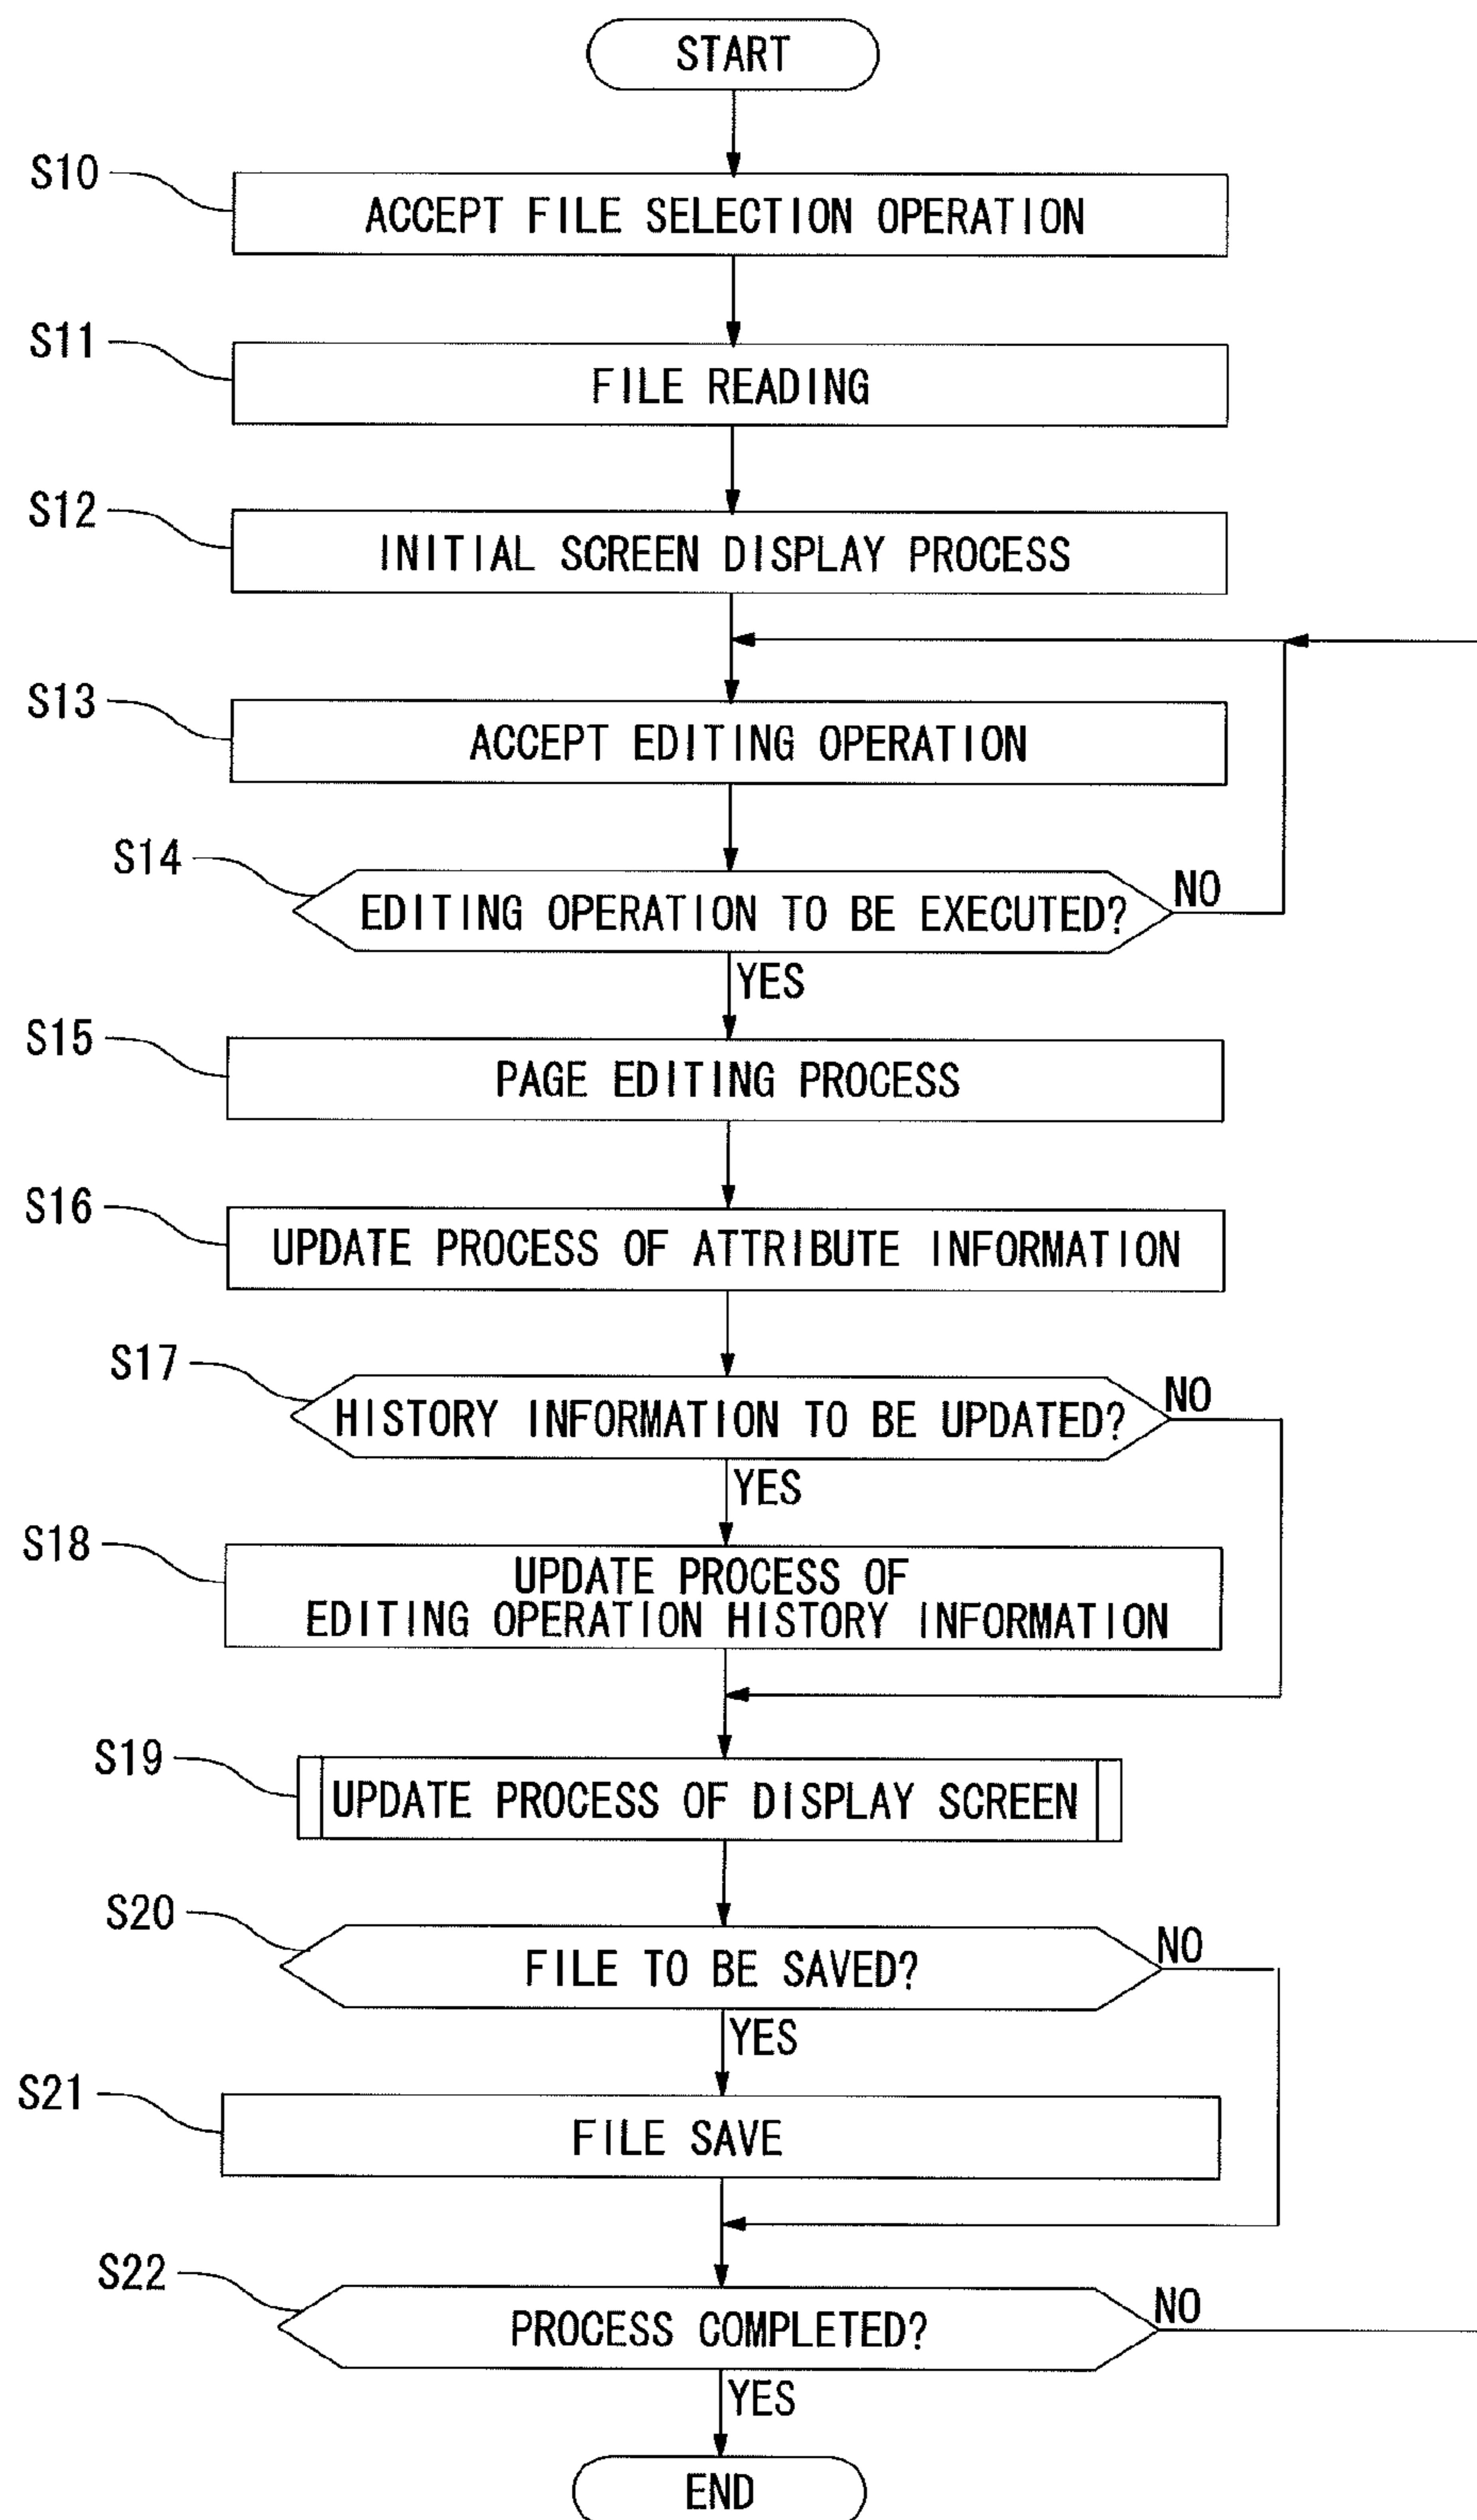 START
S10
ACCEPT FILE SELECTION OPERATION
S11
FILE READING
S12
INITIAL SCREEN DISPLAY PROCESS
S13
ACCEPT EDITING OPERATION
S14
EDITING OPERATION TO BE EXECUTED?
NO
YES
S15
PAGE EDITING PROCESS
S16
UPDATE PROCESS OF ATTRIBUTE INFORMATION
S17
HISTORY INFORMATION TO BE UPDATED?
NO
YES
S18
UPDATE PROCESS OF
EDITING OPERATION HISTORY INFORMATION
S19
UPDATE PROCESS OF DISPLAY SCREEN
S20
FILE TO BE SAVED?
NO
YES
S21
FILE SAVE
S22
PROCESS COMPLETED?
NO
YES
END